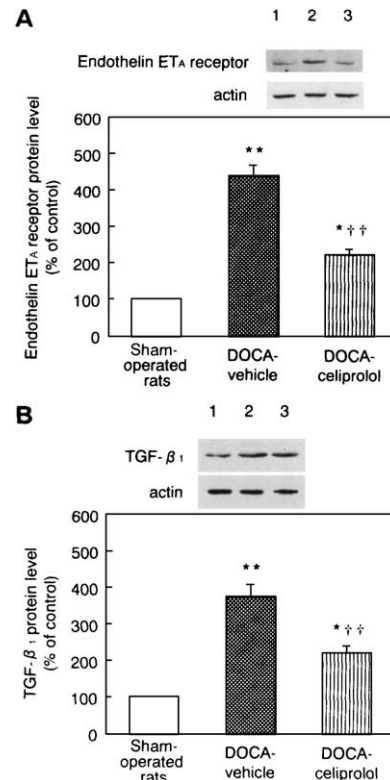 A
1 2 3
Endothelin ETA receptor
actin
Endothelin ETA receptor protein level
(% of control)
600
500
400
300
200
100
0
**
*††
Sham-
operated
rats
DOCA-
vehicle
DOCA-
celiprolol
B
1 2 3
TGF-β1
actin
TGF-β1 protein level
(% of control)
600
500
400
300
200
100
0
**
*††
Sham-
operated
rats
DOCA-
vehicle
DOCA-
celiprolol